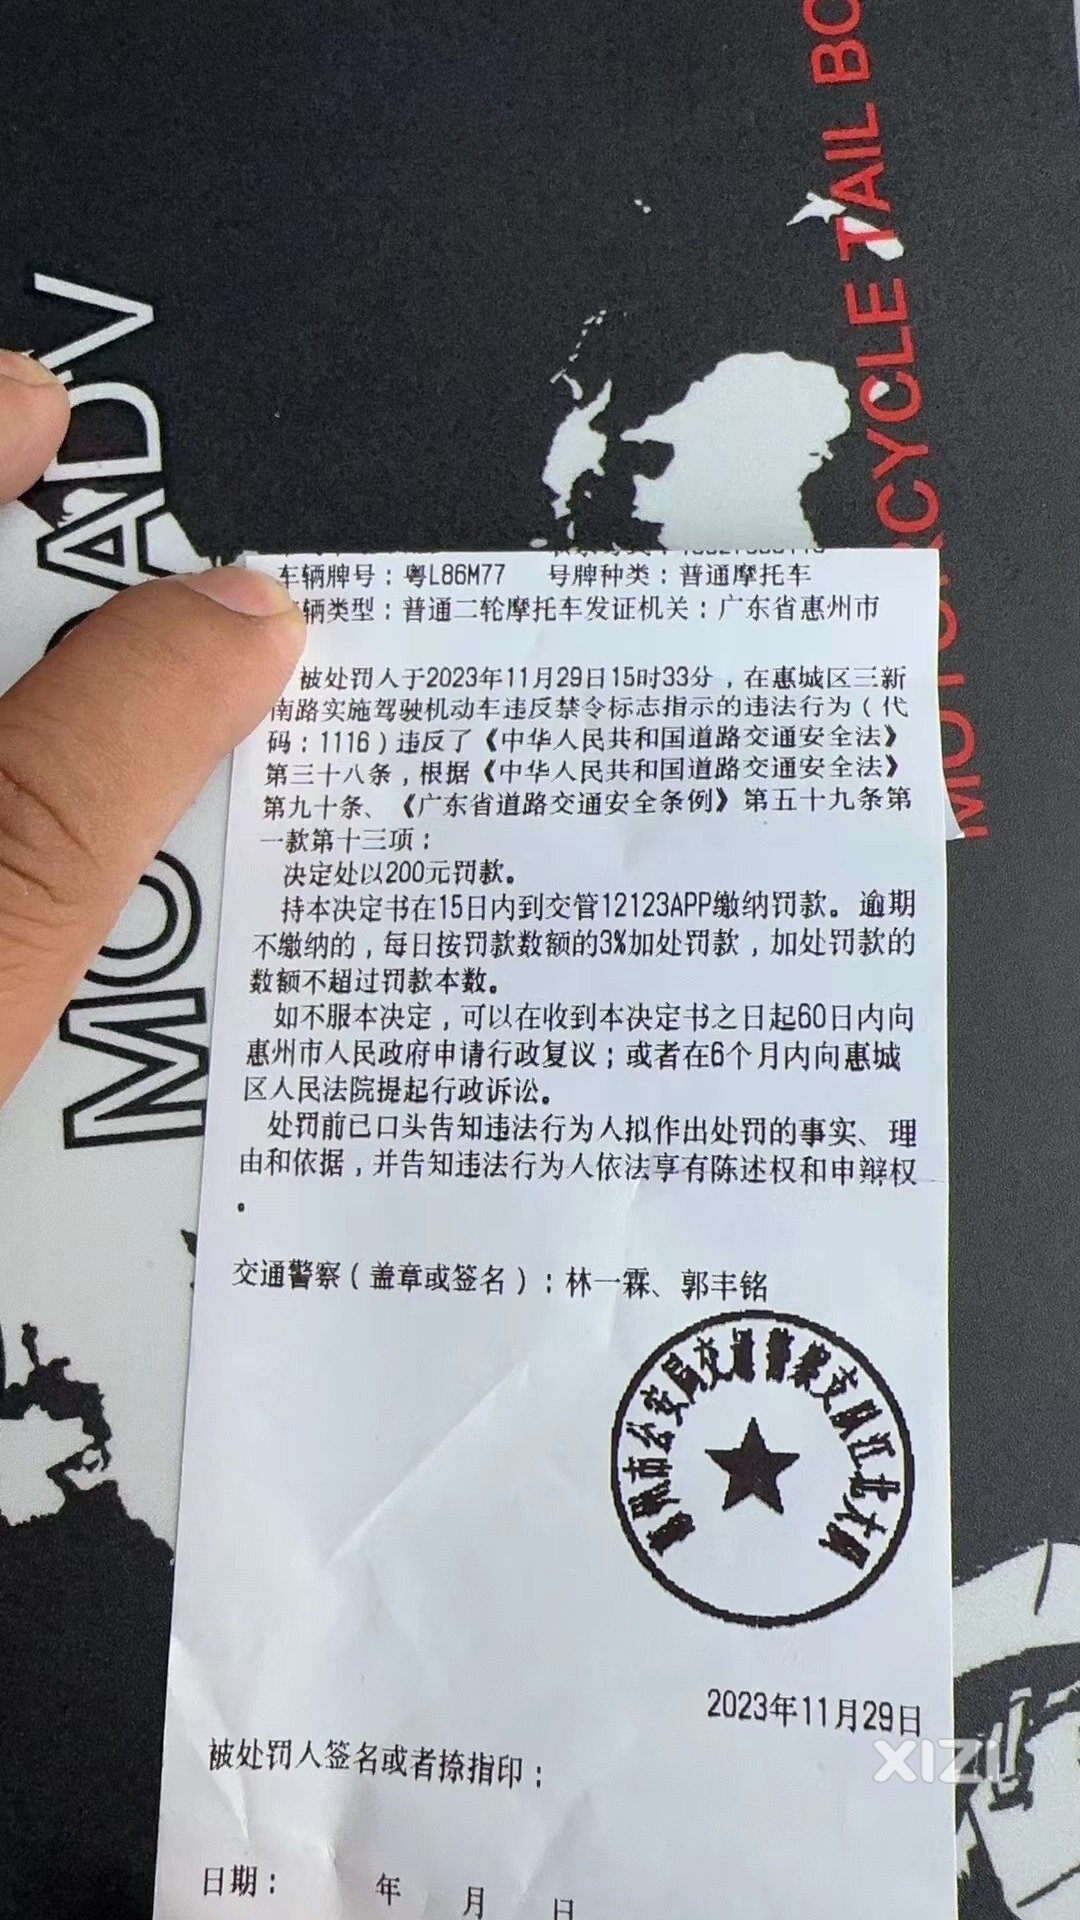 MOTORCYCLE TAIL BO
MO ADV
车辆牌号：粤L86M77 号牌种类：普通摩托车
辆类型：普通二轮摩托车发证机关：广东省惠州市
被处罚人于2023年11月29日15时33分，在惠城区三新
南路实施驾驶机动车违反禁令标志指示的违法行为（代
码：1116）违反了《中华人民共和国道路交通安全法》
第三十八条，根据《中华人民共和国道路交通安全法》
第九十条、《广东省道路交通安全条例》第五十九条第
一款第十三项：
决定处以200元罚款。
持本决定书在15日内到交管12123APP缴纳罚款。逾期
不缴纳的，每日按罚款数额的3%加处罚款，加处罚款的
数额不超过罚款本数。
如不服本决定，可以在收到本决定书之日起60日内向
惠州市人民政府申请行政复议；或者在6个月内向惠城
区人民法院提起行政诉讼。
处罚前已口头告知违法行为人拟作出处罚的事实、理
由和依据，并告知违法行为人依法享有陈述权和申辩权
。
交通警察（盖章或签名）：林一霖、郭丰铭
惠州市公安局交通警察支队江北大队
2023年11月29日
被处罚人签名或者捺指印：
日期： 年 月 日
XIZI